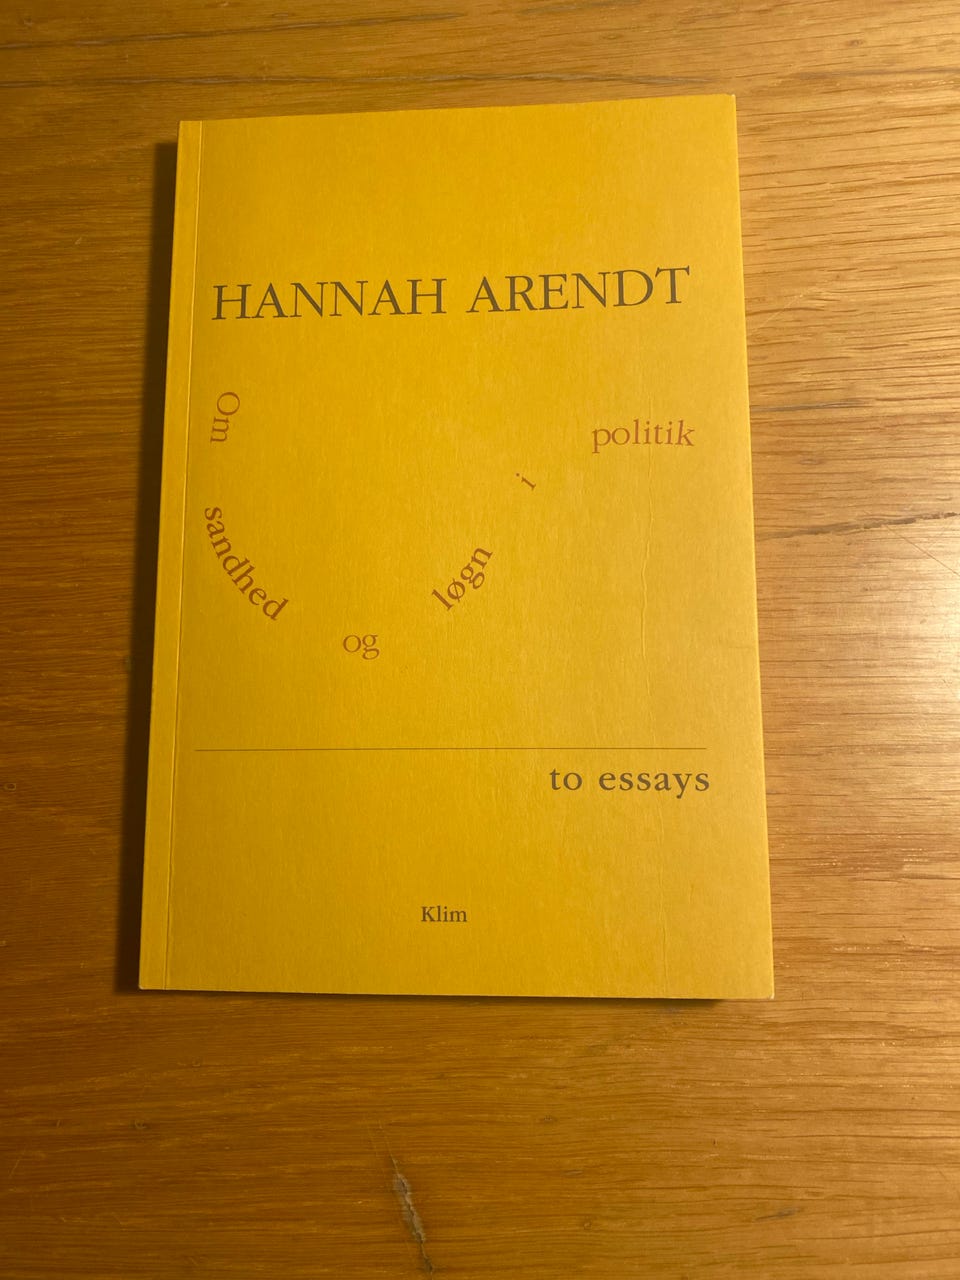 HANNAH ARENDT
Om sandhed og løgn i politik
to essays
Klim